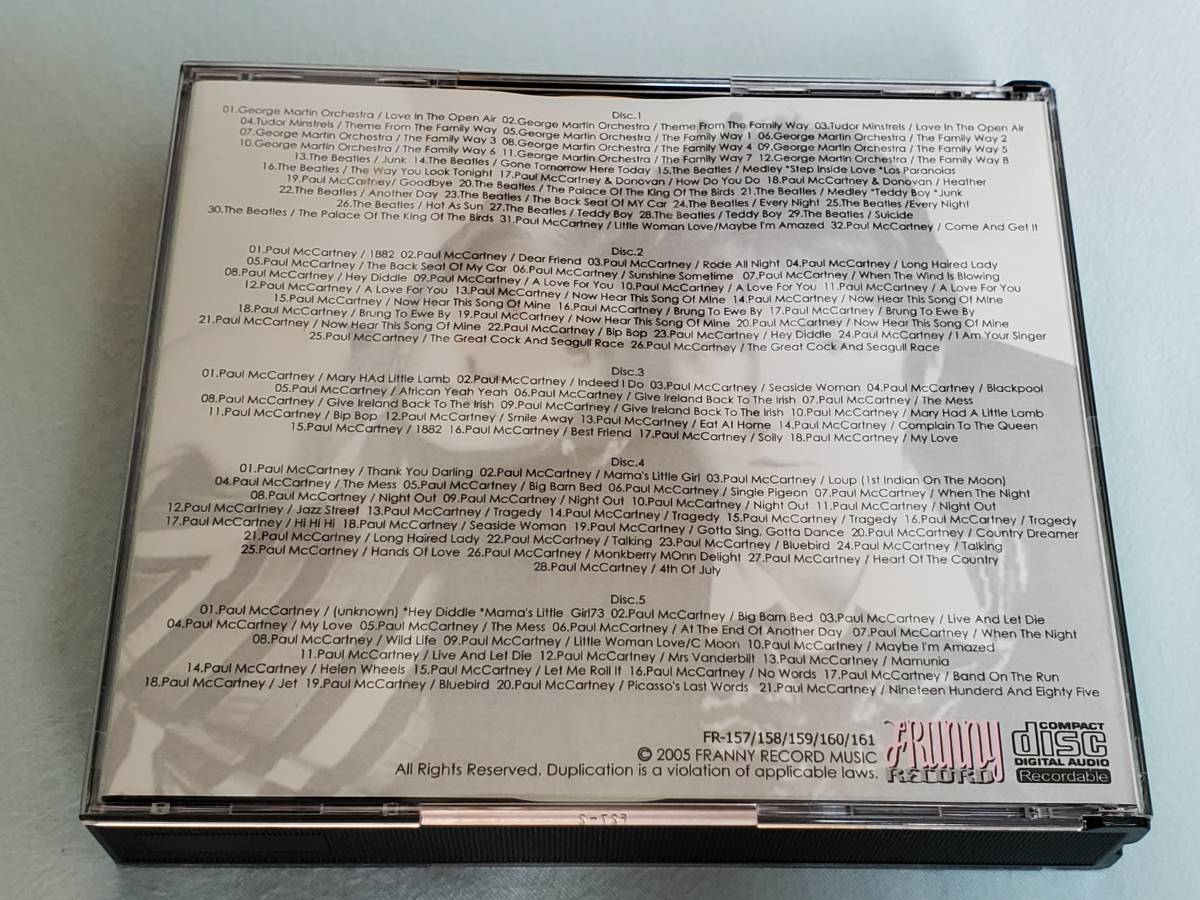 Disc.1
01.George Martin Orchestra / Love In The Open Air 02.George Martin Orchestra / Theme From The Family Way 03.Tudor Minstrels / Love In The Open Air
04.Tudor Minstrels / Theme From The Family Way 05.George Martin Orchestra / The Family Way 1 06.George Martin Orchestra / The Family Way 2
07.George Martin Orchestra / The Family Way 3 08.George Martin Orchestra / The Family Way 4 09.George Martin Orchestra / The Family Way 5
10.George Martin Orchestra / The Family Way 6 11.George Martin Orchestra / The Family Way 7 12.George Martin Orchestra / The Family Way 8
13.The Beatles / Junk 14.The Beatles / Gone Tomorrow Here Today 15.The Beatles / Medley *Step Inside Love *Los Paranoias
16.The Beatles / The Way You Look Tonight 17.Paul McCartney & Donovan / How Do You Do 18.Paul McCartney & Donovan / Heather
19.Paul McCartney/ Goodbye 20.The Beatles / The Palace Of The King Of The Birds 21.The Beatles / Medley *Teddy Boy *Junk
22.The Beatles / Another Day 23.The Beatles / The Back Seat Of MY Car 24.The Beatles / Every Night 25.The Beatles /Every Night
26.The Beatles / Hot As Sun 27.The Beatles / Teddy Boy 28.The Beatles / Teddy Boy 29.The Beatles / Suicide
30.The Beatles / The Palace Of The King Of The Birds 31.Paul McCartney / Little Woman Love/Maybe I'm Amazed 32.Paul McCartney / Come And Get It
Disc.2
01.Paul McCartney / 1882 02.Paul McCartney / Dear Friend 03.Paul McCartney / Rode All Night 04.Paul McCartney / Long Haired Lady
05.Paul McCartney / The Back Seat Of My Car 06.Paul McCartney / Sunshine Sometime 07.Paul McCartney / When The Wind Is Blowing
08.Paul McCartney / Hey Diddle 09.Paul McCartney / A Love For You 10.Paul McCartney / A Love For You 11.Paul McCartney / A Love For You
12.Paul McCartney / A Love For You 13.Paul McCartney / Now Hear This Song Of Mine 14.Paul McCartney / Now Hear This Song Of Mine
15.Paul McCartney / Now Hear This Song Of Mine 16.Paul McCartney / Brung To Ewe By 17.Paul McCartney / Brung To Ewe By
18.Paul McCartney / Brung To Ewe By 19.Paul McCartney / Now Hear This Song Of Mine 20.Paul McCartney / Now Hear This Song Of Mine
21.Paul McCartney / Now Hear This Song Of Mine 22.Paul McCartney / Bip Bop 23.Paul McCartney / Hey Diddle 24.Paul McCartney / I Am Your Singer
25.Paul McCartney / The Great Cock And Seagull Race 26.Paul McCartney / The Great Cock And Seagull Race
Disc.3
01.Paul McCartney / Mary HAd Little Lamb 02.Paul McCartney / Indeed I Do 03.Paul McCartney / Seaside Woman 04.Paul McCartney / Blackpool
05.Paul McCartney / African Yeah Yeah 06.Paul McCartney / Give Ireland Back To The Irish 07.Paul McCartney / The Mess
08.Paul McCartney / Give Ireland Back To The Irish 09.Paul McCartney / Give Ireland Back To The Irish 10.Paul McCartney / Mary Had A Little Lamb
11.Paul McCartney / Bip Bop 12.Paul McCartney / Smile Away 13.Paul McCartney / Eat At Home 14.Paul McCartney / Complain To The Queen
15.Paul McCartney / 1882 16.Paul McCartney / Best Friend 17.Paul McCartney / Soily 18.Paul McCartney / My Love
Disc.4
01.Paul McCartney / Thank You Darling 02.Paul McCartney / Mama's Little Girl 03.Paul McCartney / Loup (1st Indian On The Moon)
04.Paul McCartney / The Mess 05.Paul McCartney / Big Barn Bed 06.Paul McCartney / Single Pigeon 07.Paul McCartney / When The Night
08.Paul McCartney / Night Out 09.Paul McCartney / Night Out 10.Paul McCartney / Night Out 11.Paul McCartney / Night Out
12.Paul McCartney / Jazz Street 13.Paul McCartney / Tragedy 14.Paul McCartney / Tragedy 15.Paul McCartney / Tragedy 16.Paul McCartney / Tragedy
17.Paul McCartney / Hi Hi Hi 18.Paul McCartney / Seaside Woman 19.Paul McCartney / Gotta Sing, Gotta Dance 20.Paul McCartney / Country Dreamer
21.Paul McCartney / Long Haired Lady 22.Paul McCartney / Talking 23.Paul McCartney / Bluebird 24.Paul McCartney / Talking
25.Paul McCartney / Hands Of Love 26.Paul McCartney / Monkberry MOnn Delight 27.Paul McCartney / Heart Of The Country
28.Paul McCartney / 4th Of July
Disc.5
01.Paul McCartney / (unknown) *Hey Diddle *Mama's Little Girl73 02.Paul McCartney / Big Barn Bed 03.Paul McCartney / Live And Let Die
04.Paul McCartney / My Love 05.Paul McCartney / The Mess 06.Paul McCartney / At The End Of Another Day 07.Paul McCartney / When The Night
08.Paul McCartney / Wild Life 09.Paul McCartney / Little Woman Love/C Moon 10.Paul McCartney / Maybe I'm Amazed
11.Paul McCartney / Live And Let Die 12.Paul McCartney / Mrs Vanderbilt 13.Paul McCartney / Mamunia
14.Paul McCartney / Helen Wheels 15.Paul McCartney / Let Me Roll It 16.Paul McCartney / No Words 17.Paul McCartney / Band On The Run
18.Paul McCartney / Jet 19.Paul McCartney / Bluebird 20.Paul McCartney / Picasso's Last Words 21.Paul McCartney / Nineteen Hunderd And Eighty Five
FR-157/158/159/160/161
© 2005 FRANNY RECORD MUSIC
All Rights Reserved. Duplication is a violation of applicable laws.
FRANNY
RECORD
COMPACT
disc
DIGITAL AUDIO
Recordable
F27-2